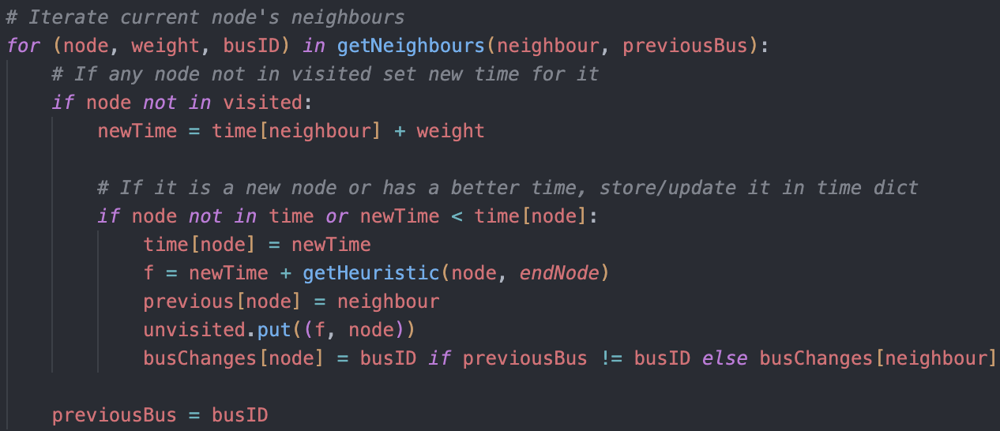 # Iterate current node's neighbours
for (node, weight, busID) in getNeighbours(neighbour, previousBus):
    # If any node not in visited set new time for it
    if node not in visited:
        newTime = time[neighbour] + weight

        # If it is a new node or has a better time, store/update it in time dict
        if node not in time or newTime < time[node]:
            time[node] = newTime
            f = newTime + getHeuristic(node, endNode)
            previous[node] = neighbour
            unvisited.put((f, node))
            busChanges[node] = busID if previousBus != busID else busChanges[neighbour]

    previousBus = busID